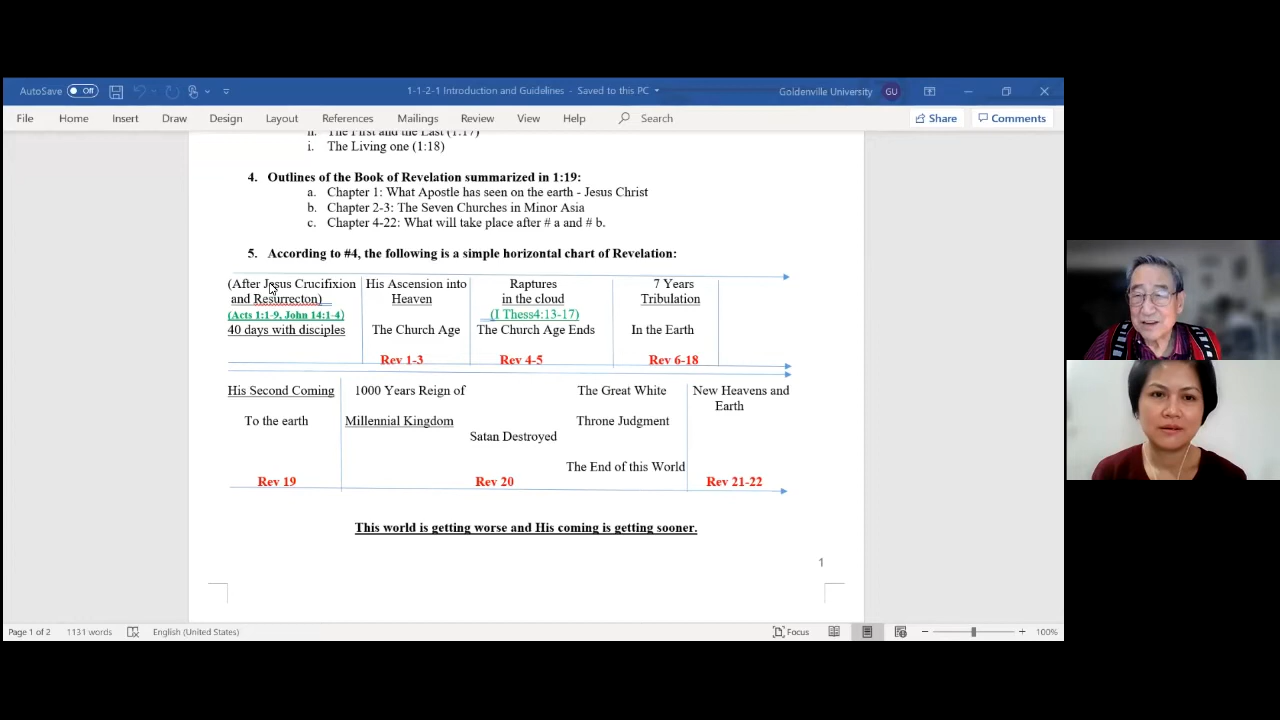 AutoSave Off
1-1-2-1 Introduction and Guidelines - Saved to this PC
Goldenville University GU
File Home Insert Draw Design Layout References Mailings Review View Help Search Share Comments
The First and the Last (1:17)
i. The Living one (1:18)
4. Outlines of the Book of Revelation summarized in 1:19:
a. Chapter 1: What Apostle has seen on the earth - Jesus Christ
b. Chapter 2-3: The Seven Churches in Minor Asia
c. Chapter 4-22: What will take place after # a and # b.
5. According to #4, the following is a simple horizontal chart of Revelation:
(After Jesus Crucifixion His Ascension into Raptures 7 Years
and Resurrecton) Heaven in the cloud Tribulation
(Acts 1:1-9, John 14:1-4) (I Thess4:13-17)
40 days with disciples The Church Age The Church Age Ends In the Earth
Rev 1-3 Rev 4-5 Rev 6-18
His Second Coming 1000 Years Reign of The Great White New Heavens and
Earth
To the earth Millennial Kingdom Throne Judgment
Satan Destroyed
The End of this World
Rev 19 Rev 20 Rev 21-22
This world is getting worse and His coming is getting sooner.
1
Page 1 of 2 1131 words English (United States) Focus 100%